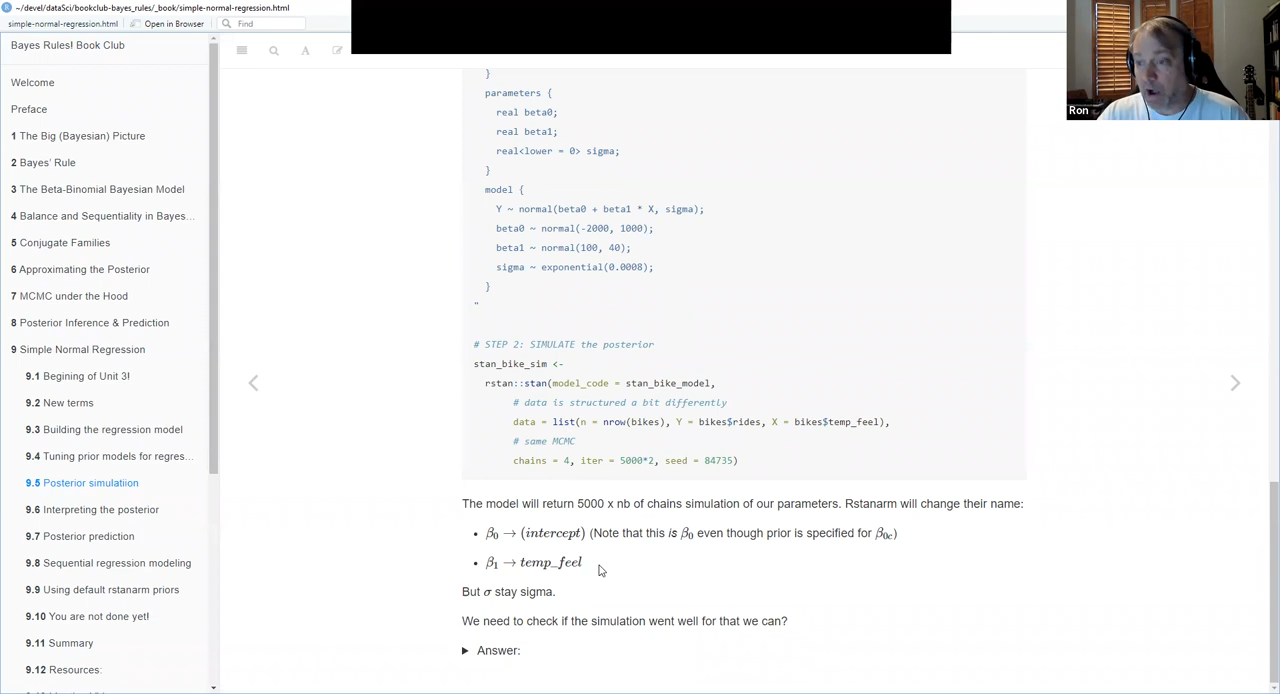 ~/devel/dataSci/bookclub-bayes_rules/_book/simple-normal-regression.html
simple-normal-regression.html
Open in Browser
Find
Bayes Rules! Book Club
Welcome
Preface
1 The Big (Bayesian) Picture
2 Bayes' Rule
3 The Beta-Binomial Bayesian Model
4 Balance and Sequentiality in Bayes...
5 Conjugate Families
6 Approximating the Posterior
7 MCMC under the Hood
8 Posterior Inference & Prediction
9 Simple Normal Regression
9.1 Begining of Unit 3!
9.2 New terms
9.3 Building the regression model
9.4 Tuning prior models for regres...
9.5 Posterior simulatiion
9.6 Interpreting the posterior
9.7 Posterior prediction
9.8 Sequential regression modeling
9.9 Using default rstanarm priors
9.10 You are not done yet!
9.11 Summary
9.12 Resources:
}
parameters {
real beta0;
real beta1;
real<lower = 0> sigma;
}
model {
Y ~ normal(beta0 + beta1 * X, sigma);
beta0 ~ normal(-2000, 1000);
beta1 ~ normal(100, 40);
sigma ~ exponential(0.0008);
}
"
# STEP 2: SIMULATE the posterior
stan_bike_sim <-
rstan::stan(model_code = stan_bike_model,
# data is structured a bit differently
data = list(n = nrow(bikes), Y = bikes$rides, X = bikes$temp_feel),
# same MCMC
chains = 4, iter = 5000*2, seed = 84735)
The model will return 5000 x nb of chains simulation of our parameters. Rstanarm will change their name:
• β0 → (intercept) (Note that this is β0 even though prior is specified for β0c)
• β1 → temp_feel
But σ stay sigma.
We need to check if the simulation went well for that we can?
▶ Answer:
Ron